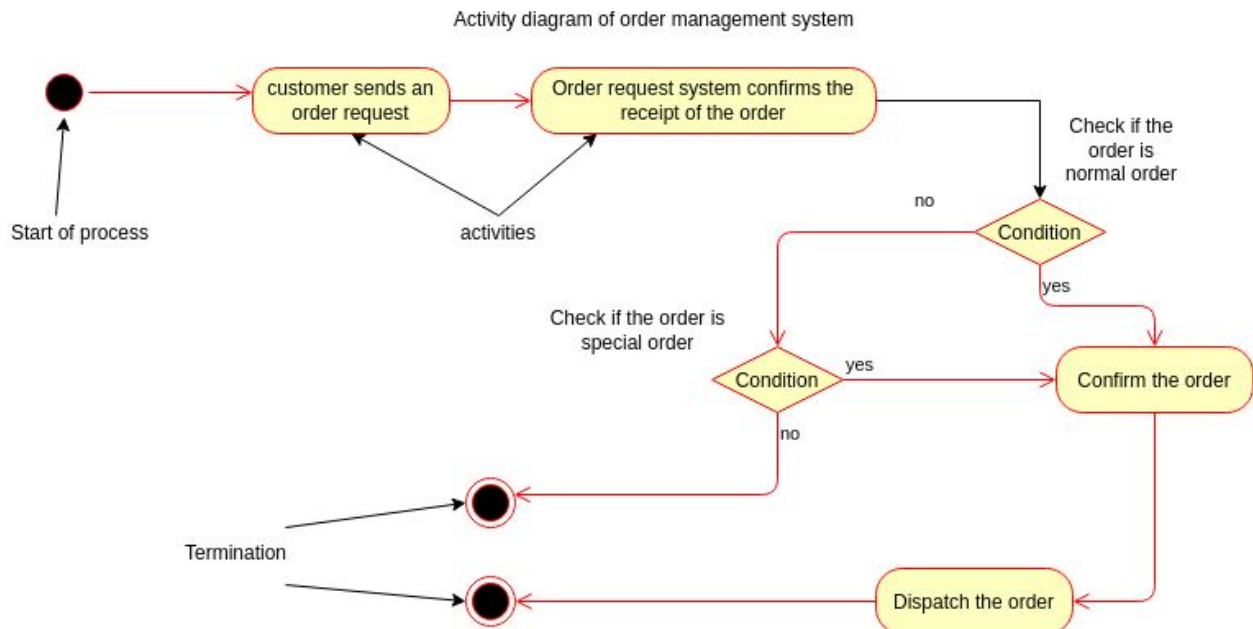 Activity diagram of order management system
customer sends an
order request
Order request system confirms the
receipt of the order
Check if the
order is
normal order
Start of process
activities
no
Condition
yes
Check if the order is
special order
Condition
yes
Confirm the order
no
Termination
Dispatch the order